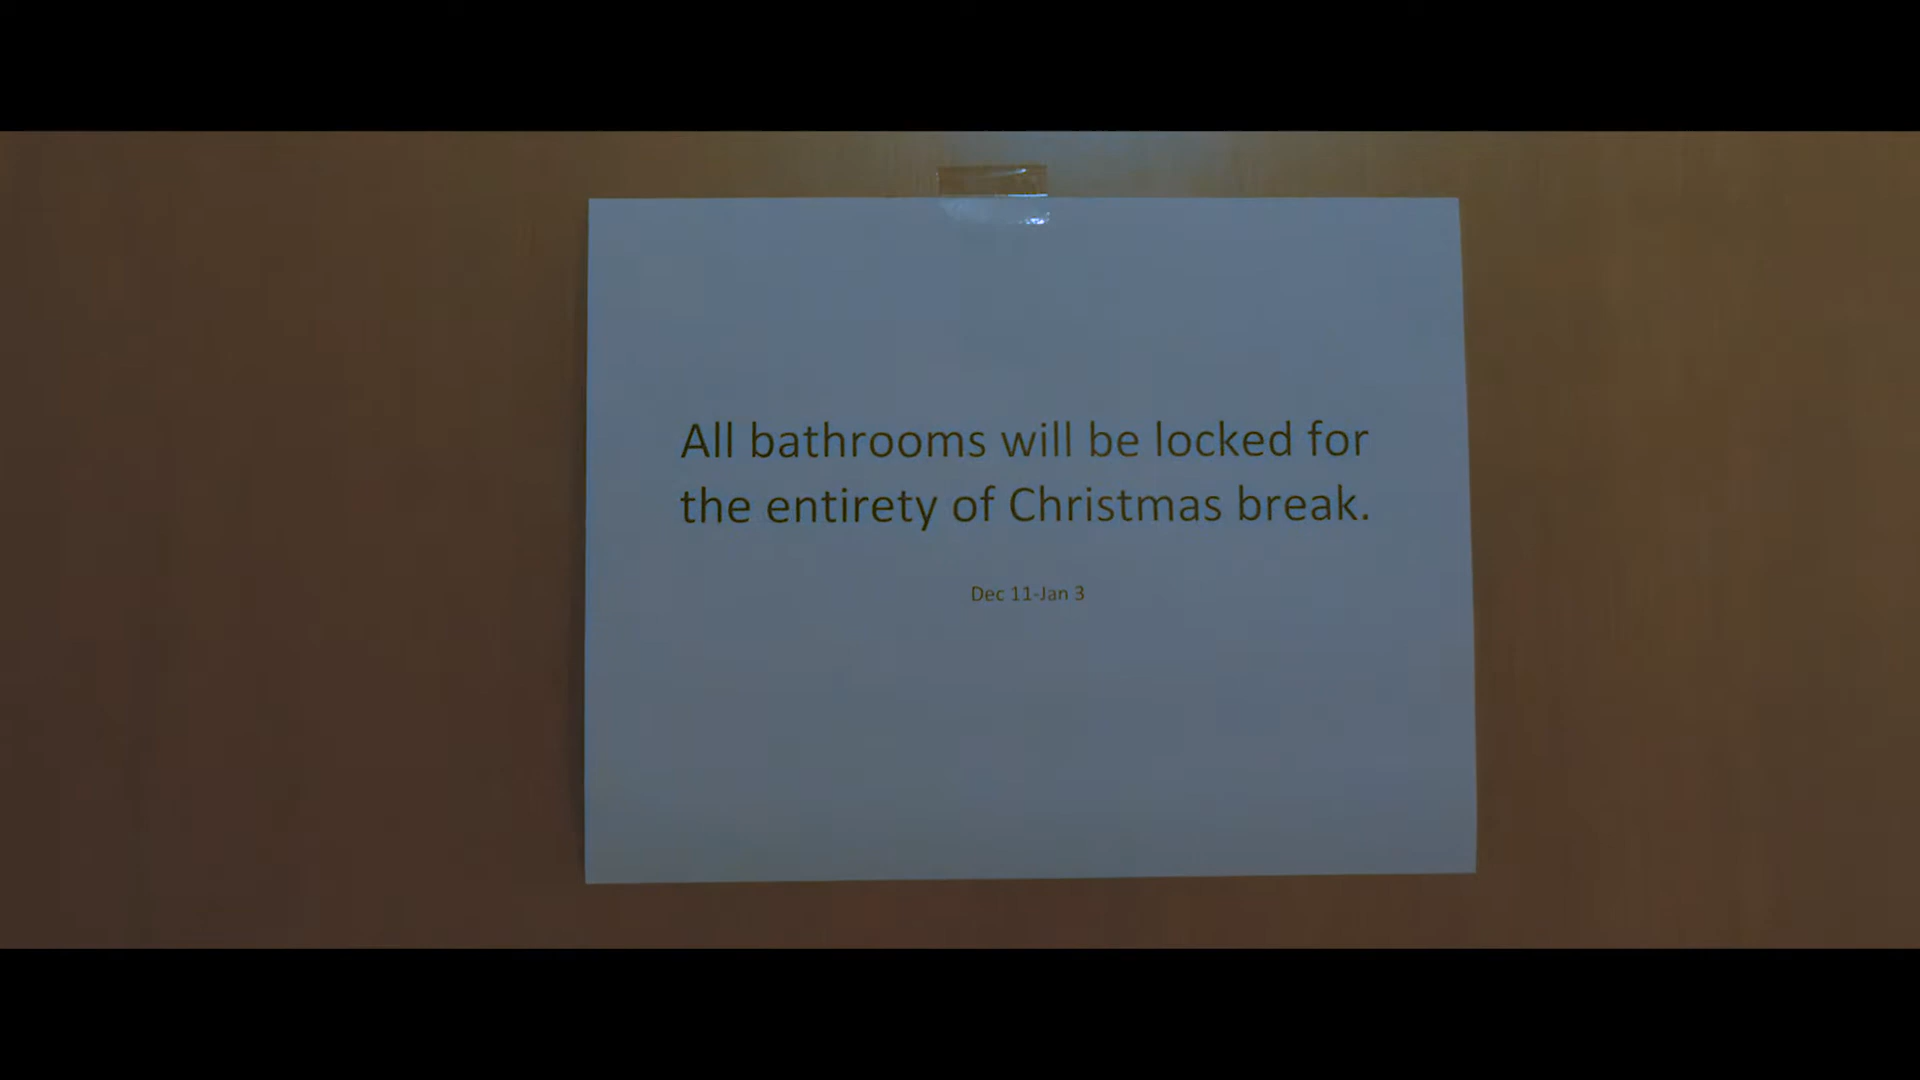 All bathrooms will be locked for
the entirety of Christmas break.
Dec 11-Jan 3